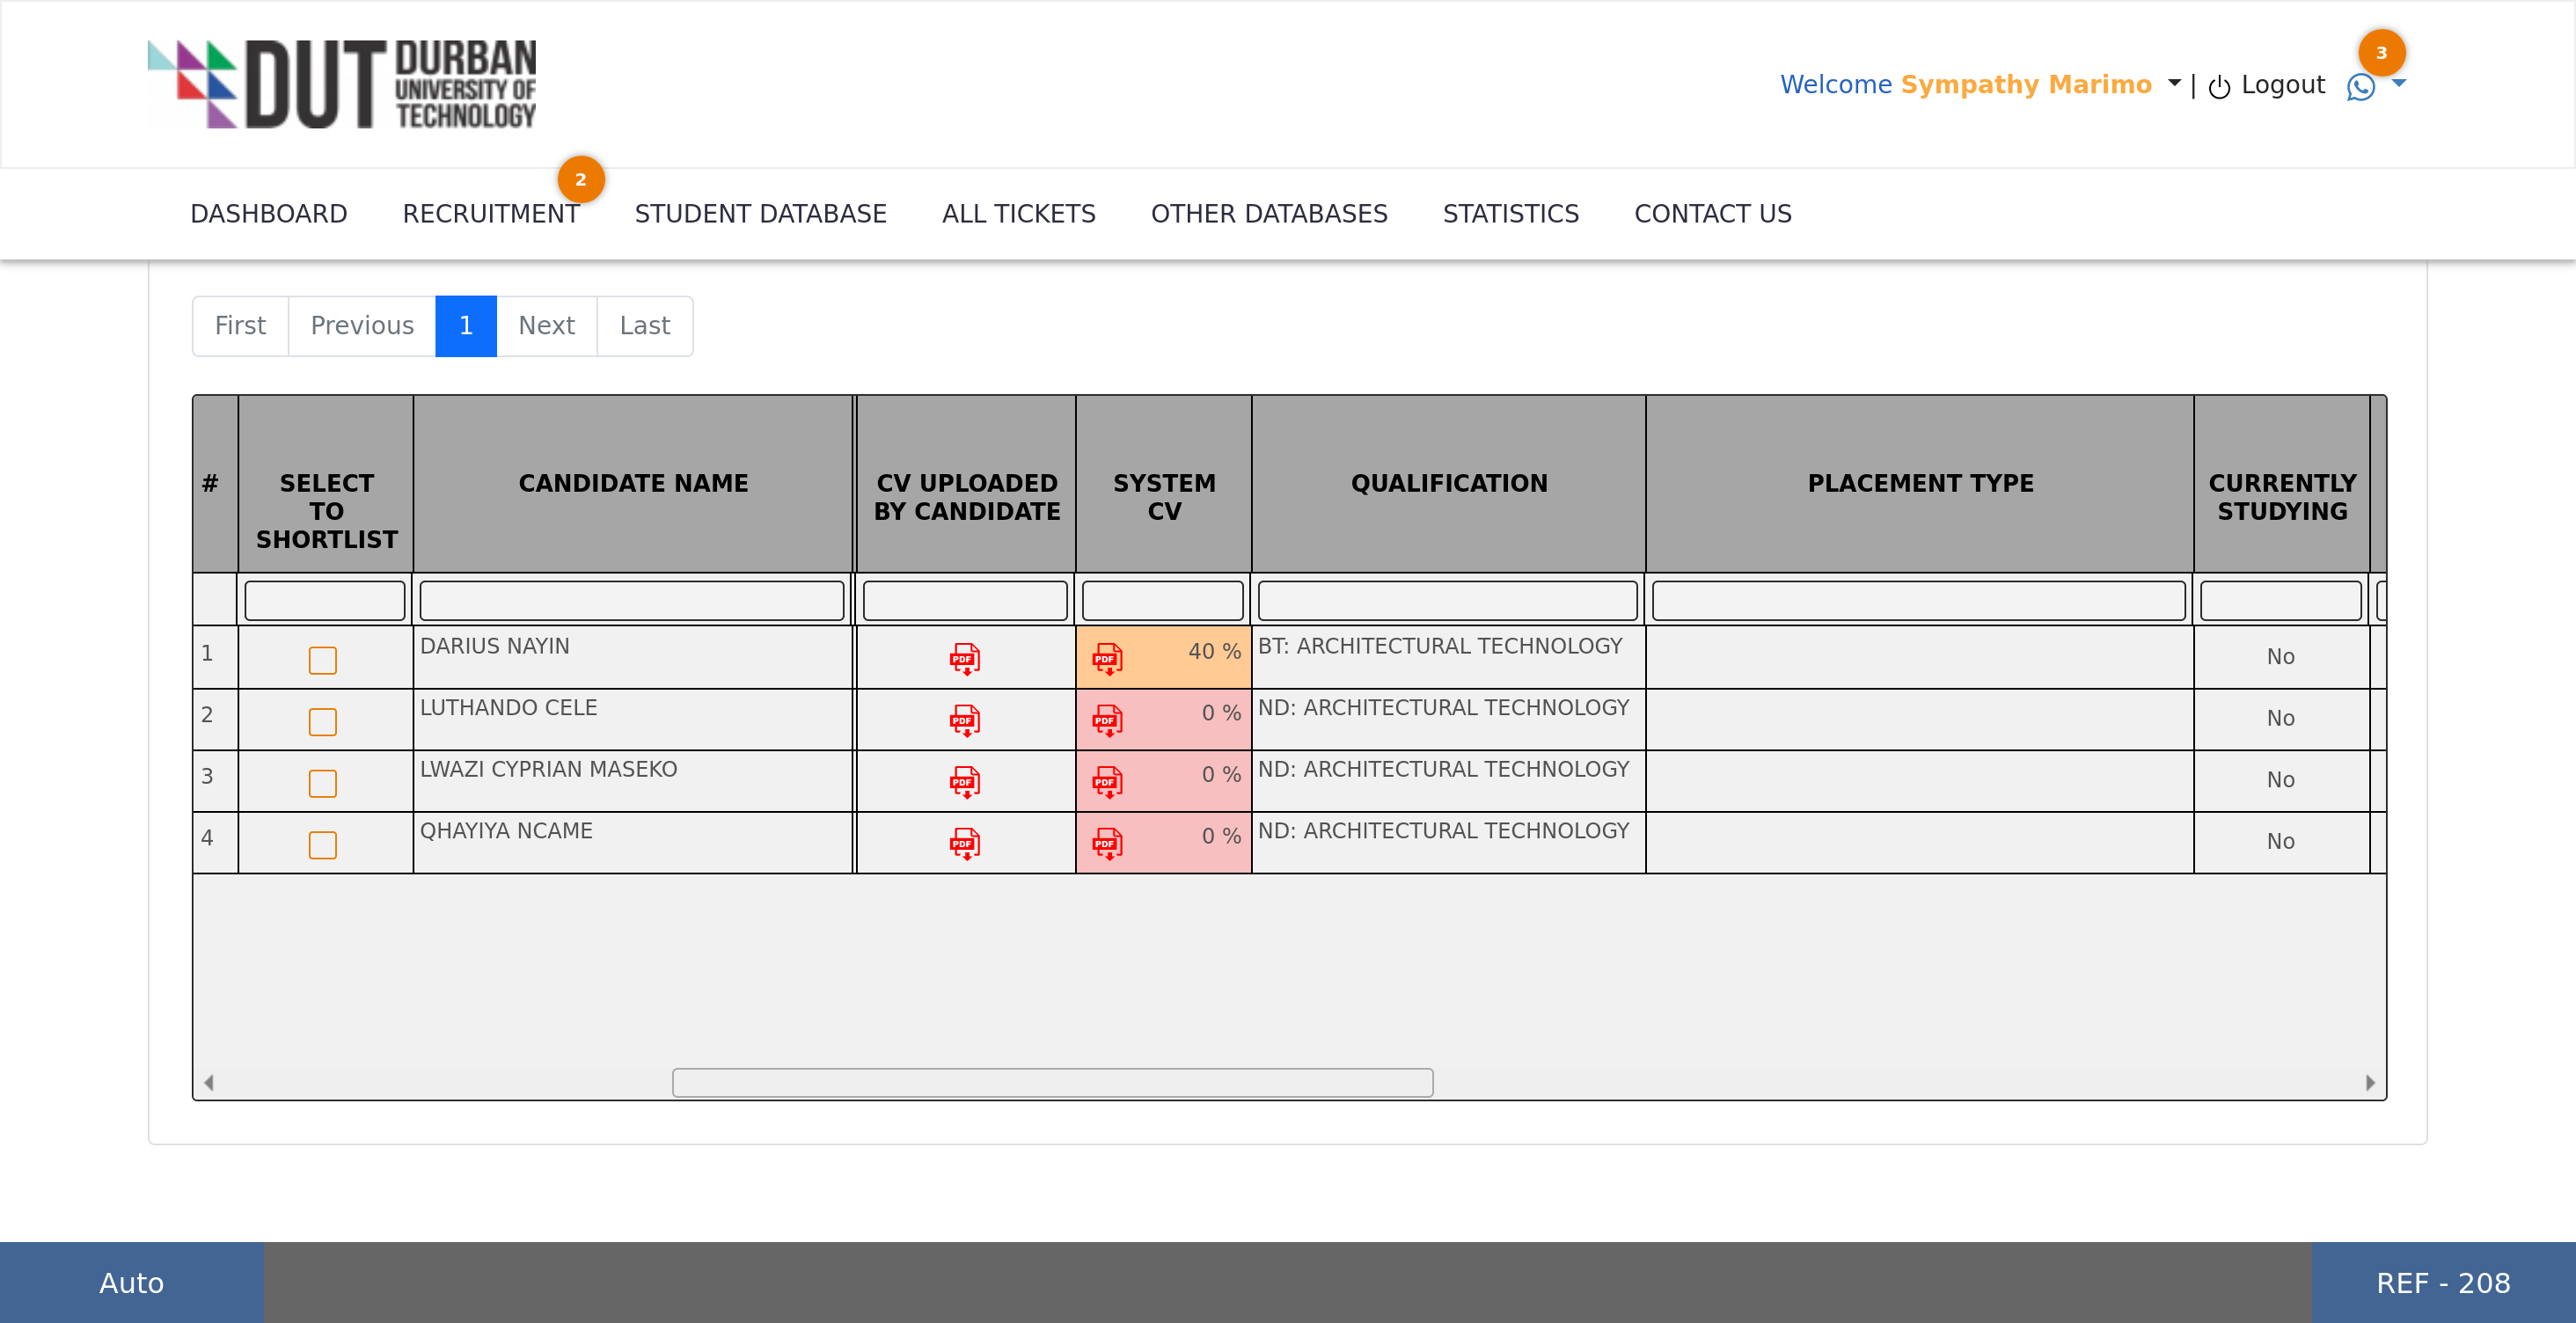 DUT DURBAN UNIVERSITY OF TECHNOLOGY
Welcome Sympathy Marimo | Logout 3
2
DASHBOARD RECRUITMENT STUDENT DATABASE ALL TICKETS OTHER DATABASES STATISTICS CONTACT US
First Previous 1 Next Last
# SELECT TO SHORTLIST CANDIDATE NAME CV UPLOADED BY CANDIDATE SYSTEM CV QUALIFICATION PLACEMENT TYPE CURRENTLY STUDYING
1 DARIUS NAYIN PDF PDF 40 % BT: ARCHITECTURAL TECHNOLOGY No
2 LUTHANDO CELE PDF PDF 0 % ND: ARCHITECTURAL TECHNOLOGY No
3 LWAZI CYPRIAN MASEKO PDF PDF 0 % ND: ARCHITECTURAL TECHNOLOGY No
4 QHAYIYA NCAME PDF PDF 0 % ND: ARCHITECTURAL TECHNOLOGY No
Auto REF - 208